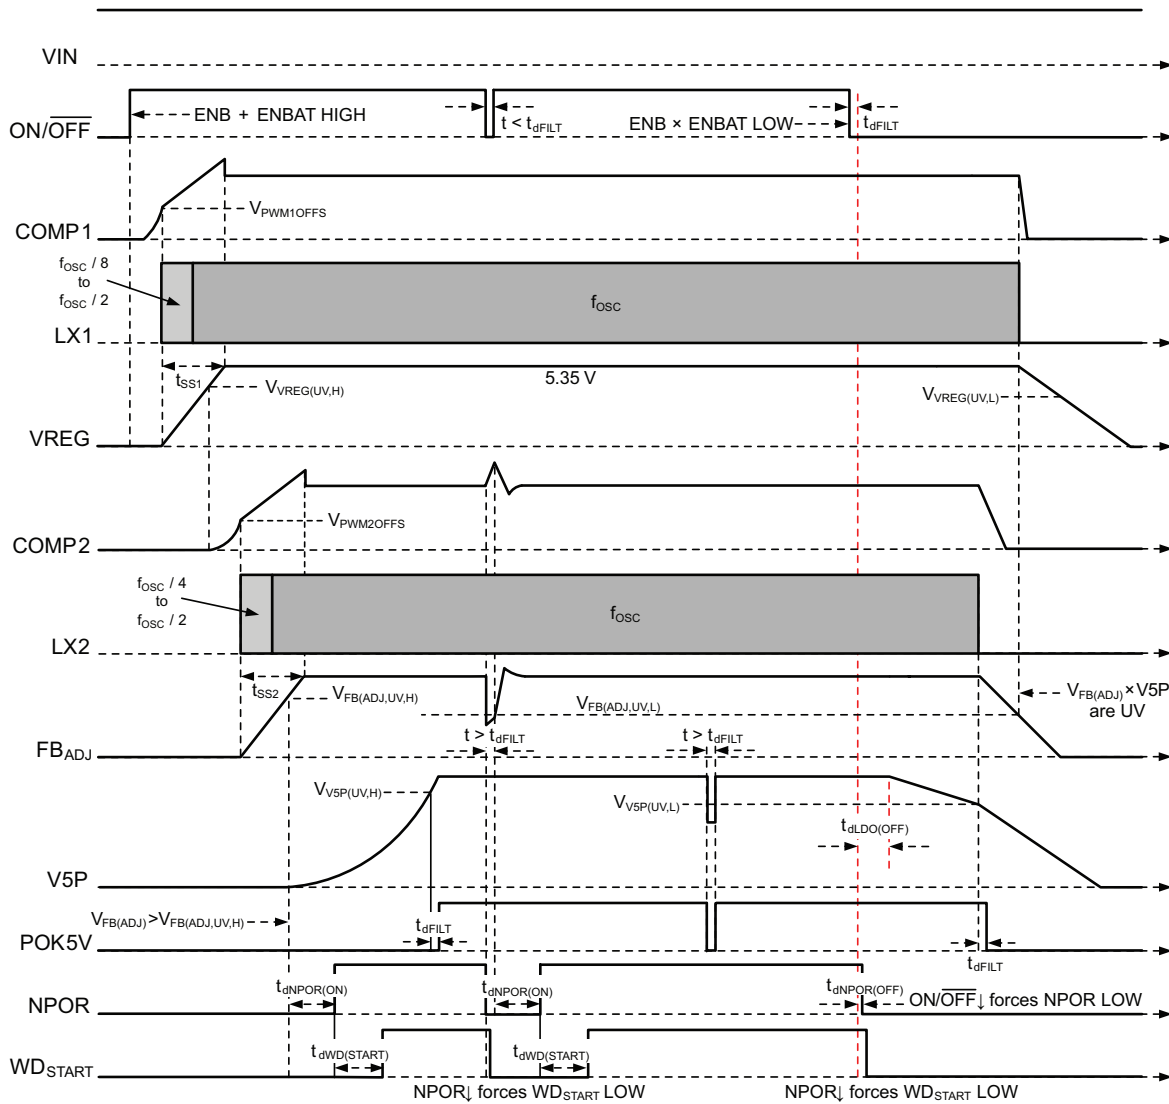 VIN
ON/OFF
ENB + ENBAT HIGH
t < tdFILT
ENB × ENBAT LOW
tdFILT
COMP1
VPWM1OFFS
fOSC / 8
to
fOSC / 2
fOSC
LX1
tSS1
VVREG(UV,H)
5.35 V
VVREG(UV,L)
VREG
COMP2
VPWM2OFFS
fOSC / 4
to
fOSC / 2
fOSC
LX2
tSS2
VFB(ADJ,UV,H)
VFB(ADJ,UV,L)
VFB(ADJ) × V5P
are UV
FBADJ
t > tdFILT
t > tdFILT
VV5P(UV,H)
VV5P(UV,L)
tdLDO(OFF)
V5P
VFB(ADJ)>VFB(ADJ,UV,H)
POK5V
tdFILT
tdFILT
tdNPOR(ON)
tdNPOR(ON)
tdNPOR(OFF)
ON/OFF↓ forces NPOR LOW
NPOR
tdWD(START)
tdWD(START)
WDSTART
NPOR↓ forces WDSTART LOW
NPOR↓ forces WDSTART LOW